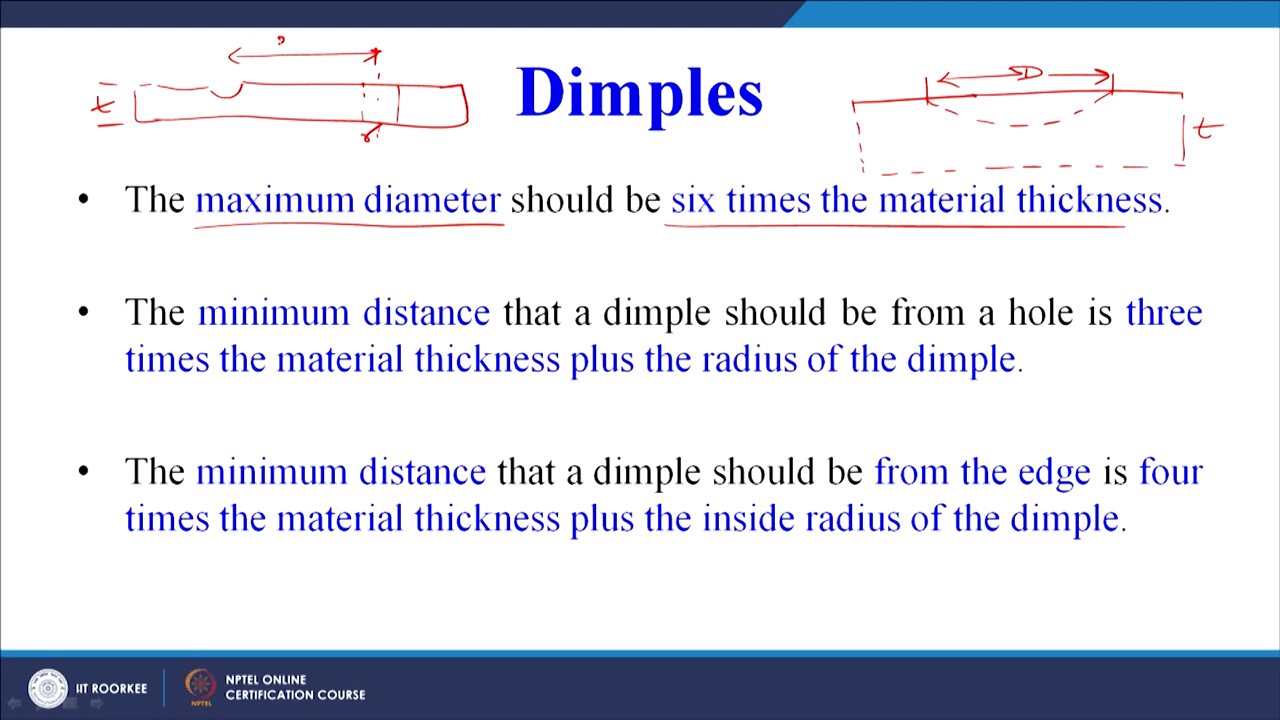 Dimples
D
t
t
• The maximum diameter should be six times the material thickness.
• The minimum distance that a dimple should be from a hole is three
times the material thickness plus the radius of the dimple.
• The minimum distance that a dimple should be from the edge is four
times the material thickness plus the inside radius of the dimple.
IIT ROORKEE
NPTEL
NPTEL ONLINE
CERTIFICATION COURSE